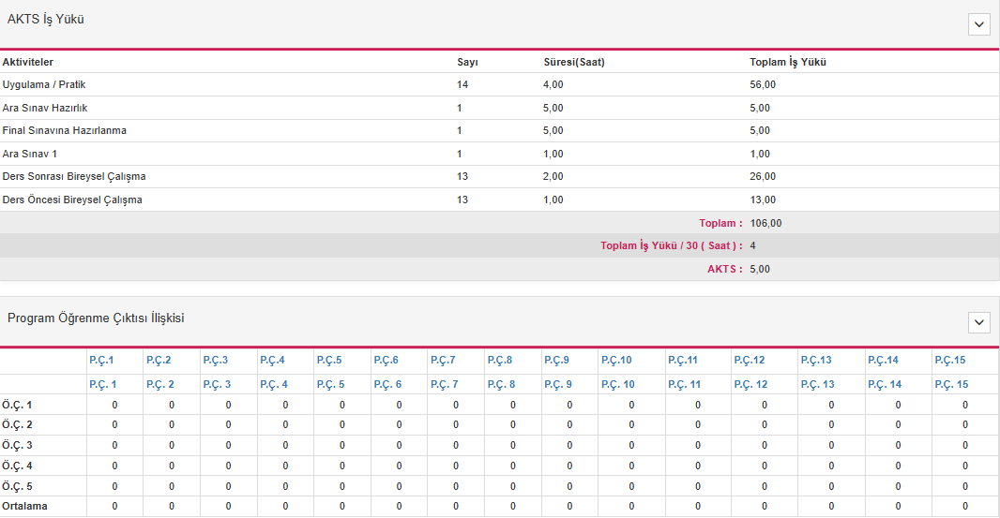 AKTS İş Yükü
Aktiviteler Sayı Süresi(Saat) Toplam İş Yükü
Uygulama / Pratik 14 4,00 56,00
Ara Sınav Hazırlık 1 5,00 5,00
Final Sınavına Hazırlanma 1 5,00 5,00
Ara Sınav 1 1 1,00 1,00
Ders Sonrası Bireysel Çalışma 13 2,00 26,00
Ders Öncesi Bireysel Çalışma 13 1,00 13,00
Toplam : 106,00
Toplam İş Yükü / 30 ( Saat ) : 4
AKTS : 5,00
Program Öğrenme Çıktısı İlişkisi
P.Ç.1 P.Ç.2 P.Ç.3 P.Ç.4 P.Ç.5 P.Ç.6 P.Ç.7 P.Ç.8 P.Ç.9 P.Ç.10 P.Ç.11 P.Ç.12 P.Ç.13 P.Ç.14 P.Ç.15
P.Ç. 1 P.Ç. 2 P.Ç. 3 P.Ç. 4 P.Ç. 5 P.Ç. 6 P.Ç. 7 P.Ç. 8 P.Ç. 9 P.Ç. 10 P.Ç. 11 P.Ç. 12 P.Ç. 13 P.Ç. 14 P.Ç. 15
Ö.Ç. 1 0 0 0 0 0 0 0 0 0 0 0 0 0 0 0
Ö.Ç. 2 0 0 0 0 0 0 0 0 0 0 0 0 0 0 0
Ö.Ç. 3 0 0 0 0 0 0 0 0 0 0 0 0 0 0 0
Ö.Ç. 4 0 0 0 0 0 0 0 0 0 0 0 0 0 0 0
Ö.Ç. 5 0 0 0 0 0 0 0 0 0 0 0 0 0 0 0
Ortalama 0 0 0 0 0 0 0 0 0 0 0 0 0 0 0